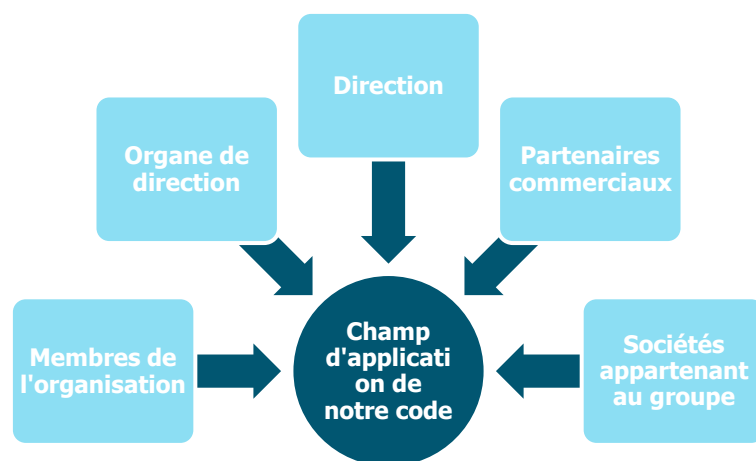 Direction
Organe de
direction
Partenaires
commerciaux
Membres de
l'organisation
Champ
d'applicati
on de
notre code
Sociétés
appartenant
au groupe